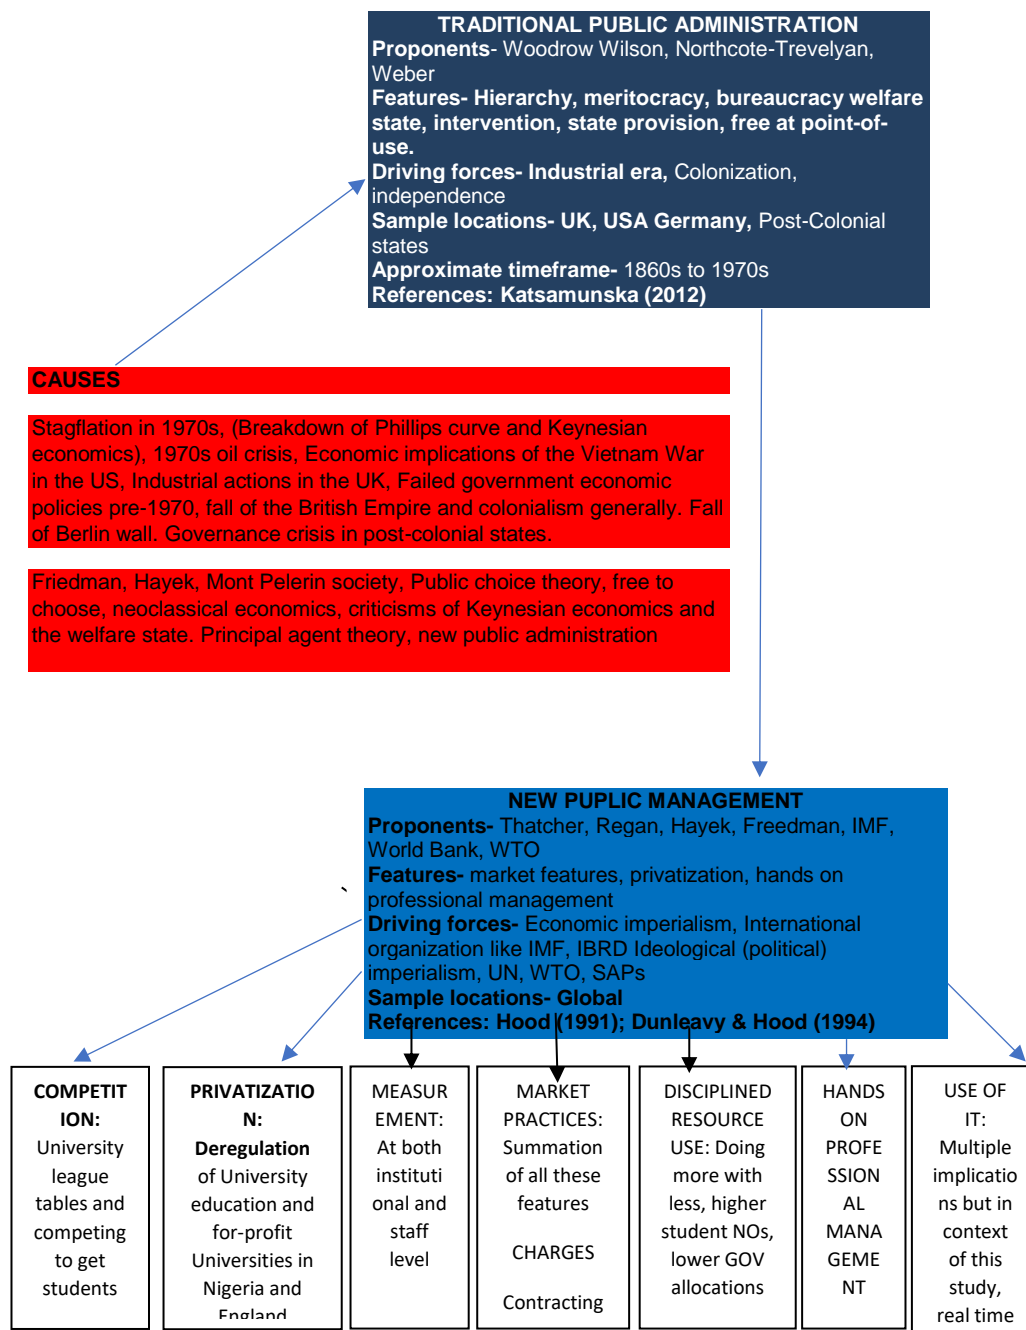 TRADITIONAL PUBLIC ADMINISTRATION
Proponents- Woodrow Wilson, Northcote-Trevelyan,
Weber
Features- Hierarchy, meritocracy, bureaucracy welfare
state, intervention, state provision, free at point-of-
use.
Driving forces- Industrial era, Colonization,
independence
Sample locations- UK, USA Germany, Post-Colonial
states
Approximate timeframe- 1860s to 1970s
References: Katsamunska (2012)
CAUSES
Stagflation in 1970s, (Breakdown of Phillips curve and Keynesian
economics), 1970s oil crisis, Economic implications of the Vietnam War
in the US, Industrial actions in the UK, Failed government economic
policies pre-1970, fall of the British Empire and colonialism generally. Fall
of Berlin wall. Governance crisis in post-colonial states.
Friedman, Hayek, Mont Pelerin society, Public choice theory, free to
choose, neoclassical economics, criticisms of Keynesian economics and
the welfare state. Principal agent theory, new public administration
NEW PUPLIC MANAGEMENT
Proponents- Thatcher, Regan, Hayek, Freedman, IMF,
World Bank, WTO
Features- market features, privatization, hands on
professional management
Driving forces- Economic imperialism, International
organization like IMF, IBRD Ideological (political)
imperialism, UN, WTO, SAPs
Sample locations- Global
References: Hood (1991); Dunleavy & Hood (1994)
COMPETIT
ION:
University
league
tables and
competing
to get
students
PRIVATIZATIO
N:
Deregulation
of University
education and
for-profit
Universities in
Nigeria and
England
MEASUR
EMENT:
At both
instituti
onal and
staff
level
MARKET
PRACTICES:
Summation
of all these
features
CHARGES
Contracting
DISCIPLINED
RESOURCE
USE: Doing
more with
less, higher
student NOs,
lower GOV
allocations
HANDS
ON
PROFE
SSION
AL
MANA
GEME
NT
USE OF
IT:
Multiple
implicatio
ns but in
context
of this
study,
real time